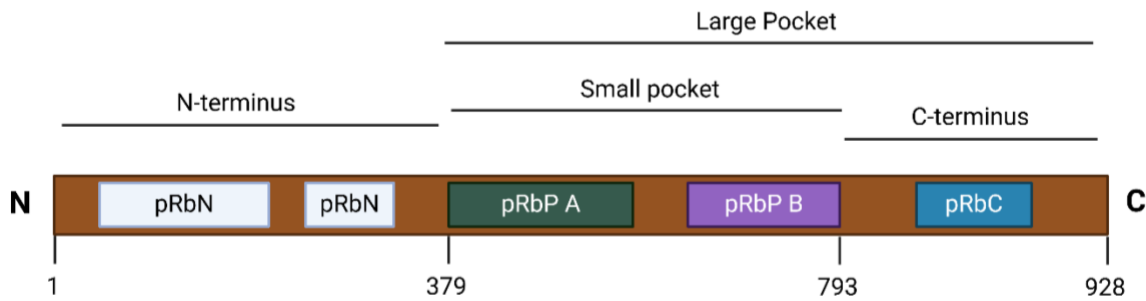 Large Pocket
Small pocket
N-terminus
C-terminus
N pRbN pRbN pRbP A pRbP B pRbC C
1 379 793 928